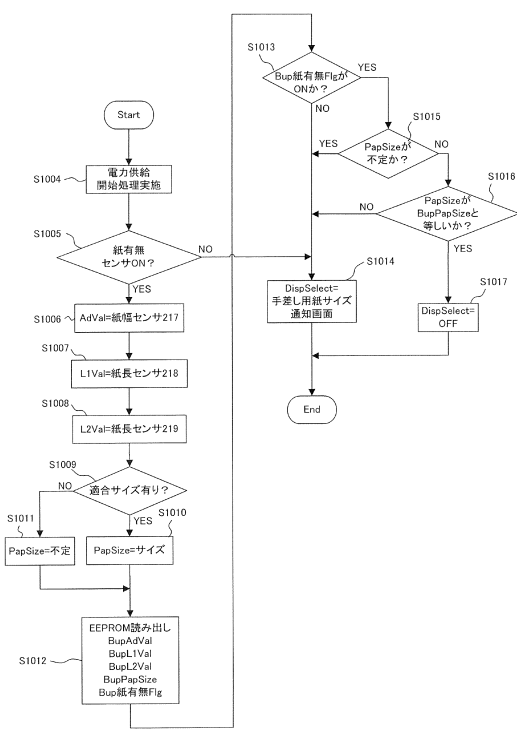 Start
S1004
電力供給
開始処理実施
S1005
紙有無
センサON？
NO
YES
S1006
AdVal=紙幅センサ217
S1007
L1Val=紙長センサ218
S1008
L2Val=紙長センサ219
S1009
適合サイズ有り？
NO
YES
S1011
PapSize=不定
S1010
PapSize=サイズ
S1012
EEPROM読み出し
BupAdVal
BupL1Val
BupL2Val
BupPapSize
Bup紙有無Flg
S1013
Bup紙有無Flgが
ONか？
YES
NO
S1015
PapSizeが
不定か？
YES
NO
S1016
PapSizeが
BupPapSizeと
等しいか？
NO
YES
S1014
DispSelect=
手差し用紙サイズ
通知画面
S1017
DispSelect=
OFF
End